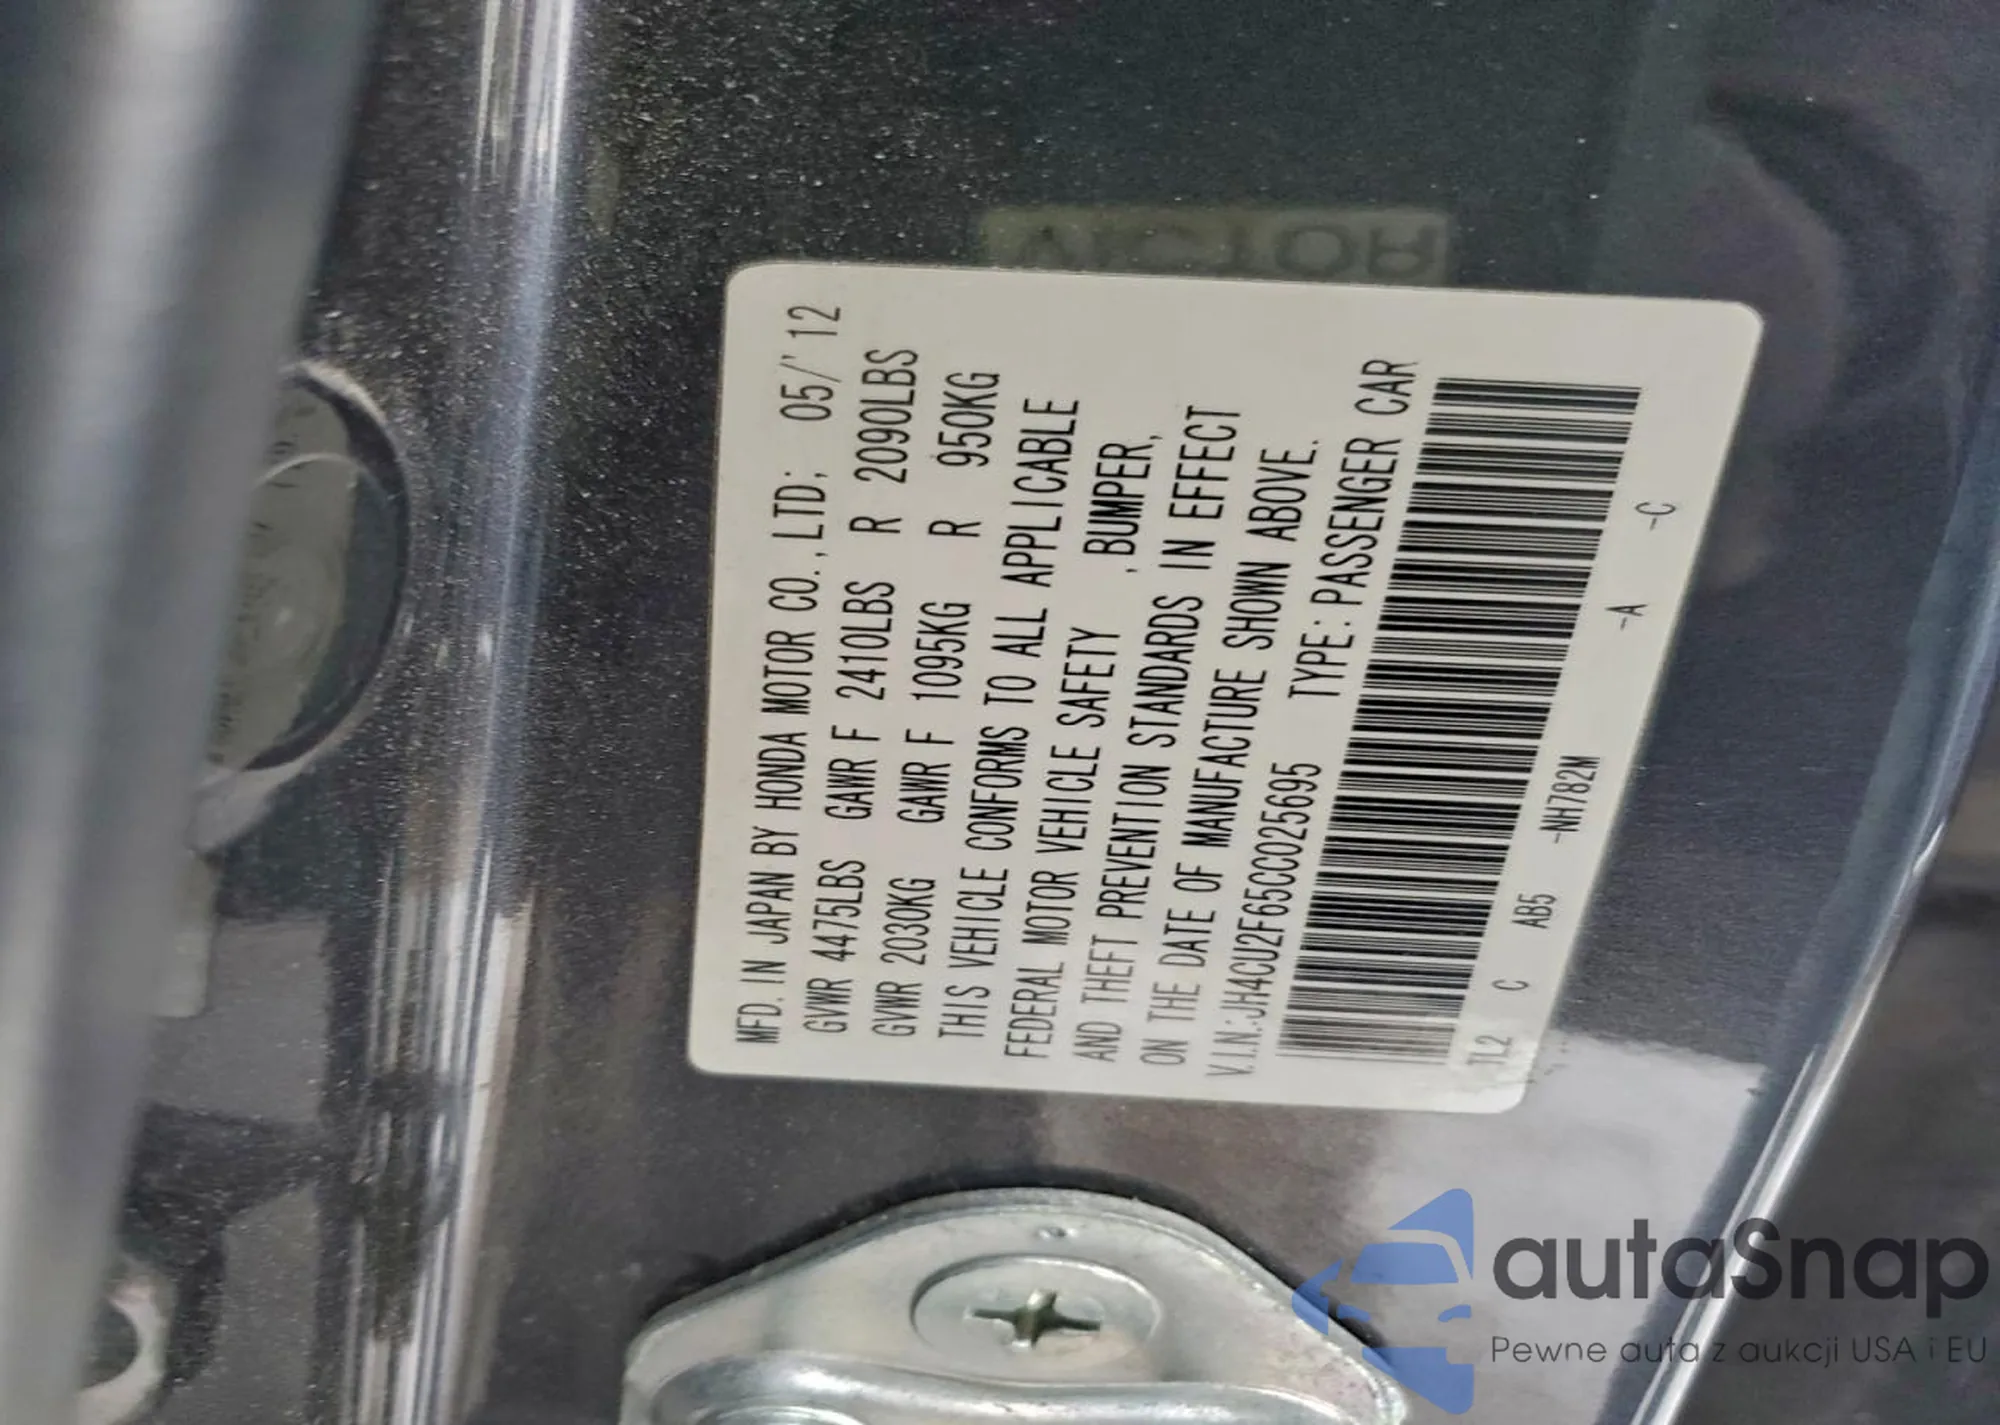 MFD. IN JAPAN BY HONDA MOTOR CO., LTD; 05/'12
GVWR 4475LBS GAWR F 2410LBS R 2090LBS
GVWR 2030KG GAWR F 1095KG R 950KG
THIS VEHICLE CONFORMS TO ALL APPLICABLE
FEDERAL MOTOR VEHICLE SAFETY ,BUMPER,
AND THEFT PREVENTION STANDARDS IN EFFECT
ON THE DATE OF MANUFACTURE SHOWN ABOVE.
V.I.N.:JH4CU2F65CC025695 TYPE:PASSENGER CAR
TL2 C AB5 -NH782M -A -C
VICTOR
autaSnap
Pewne auta z aukcji USA i EU